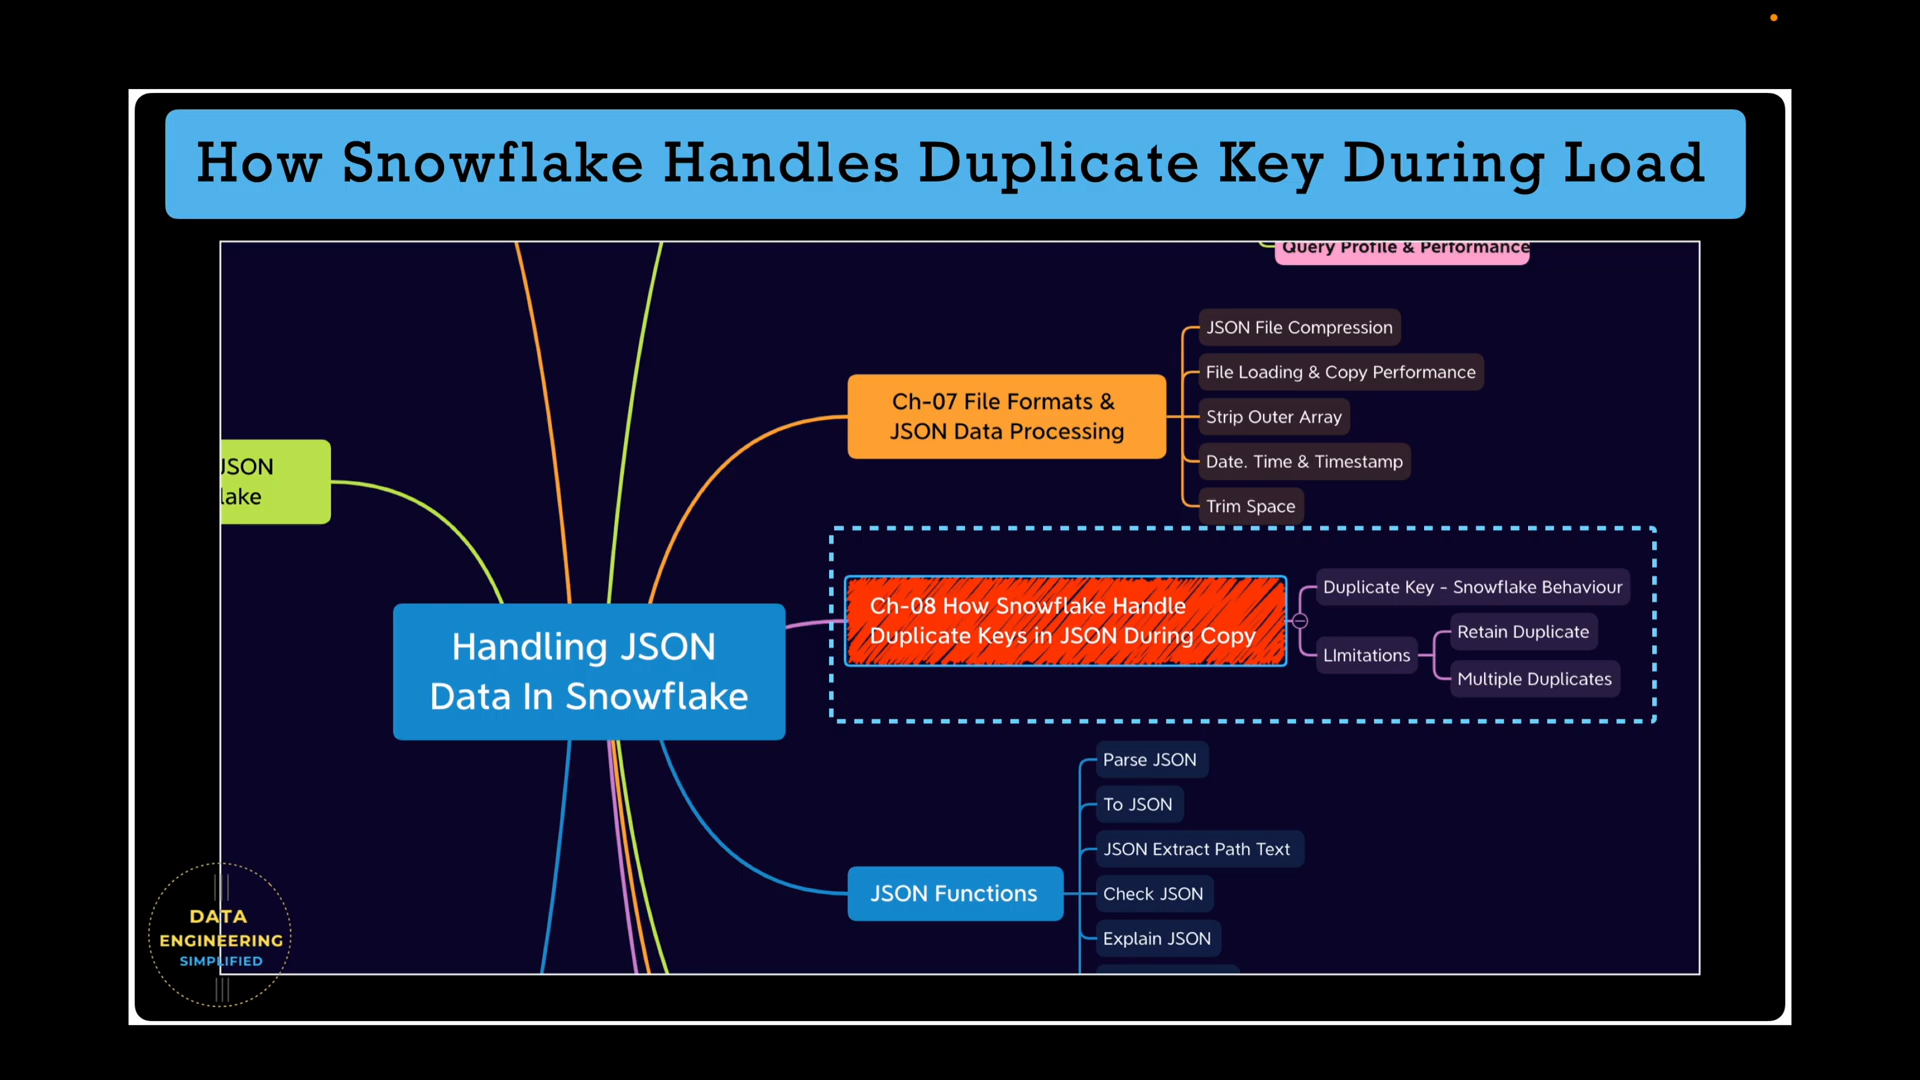 How Snowflake Handles Duplicate Key During Load
Query Profile & Performance
JSON File Compression
File Loading & Copy Performance
Ch-07 File Formats &
JSON Data Processing
Strip Outer Array
Date. Time & Timestamp
Trim Space
JSON
lake
Ch-08 How Snowflake Handle
Duplicate Keys in JSON During Copy
Duplicate Key - Snowflake Behaviour
LImitations
Retain Duplicate
Multiple Duplicates
Handling JSON
Data In Snowflake
Parse JSON
To JSON
JSON Extract Path Text
JSON Functions
Check JSON
Explain JSON
DATA
ENGINEERING
SIMPLIFIED